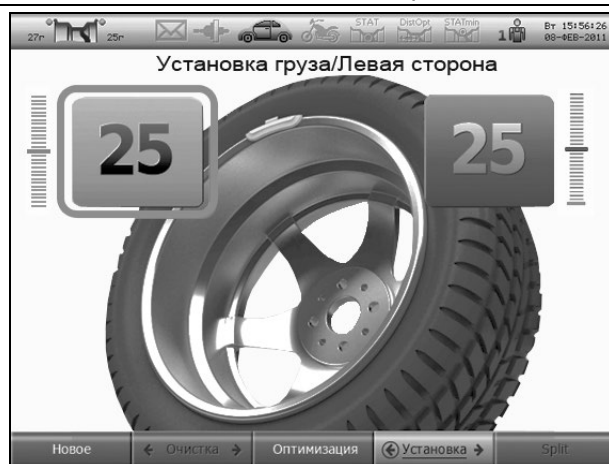 27г 25г STAT DistOpt STATmin 1 Вт 15:56:26
08-ФЕВ-2011
Установка груза/Левая сторона
25 25
Новое Очистка Оптимизация Установка Split